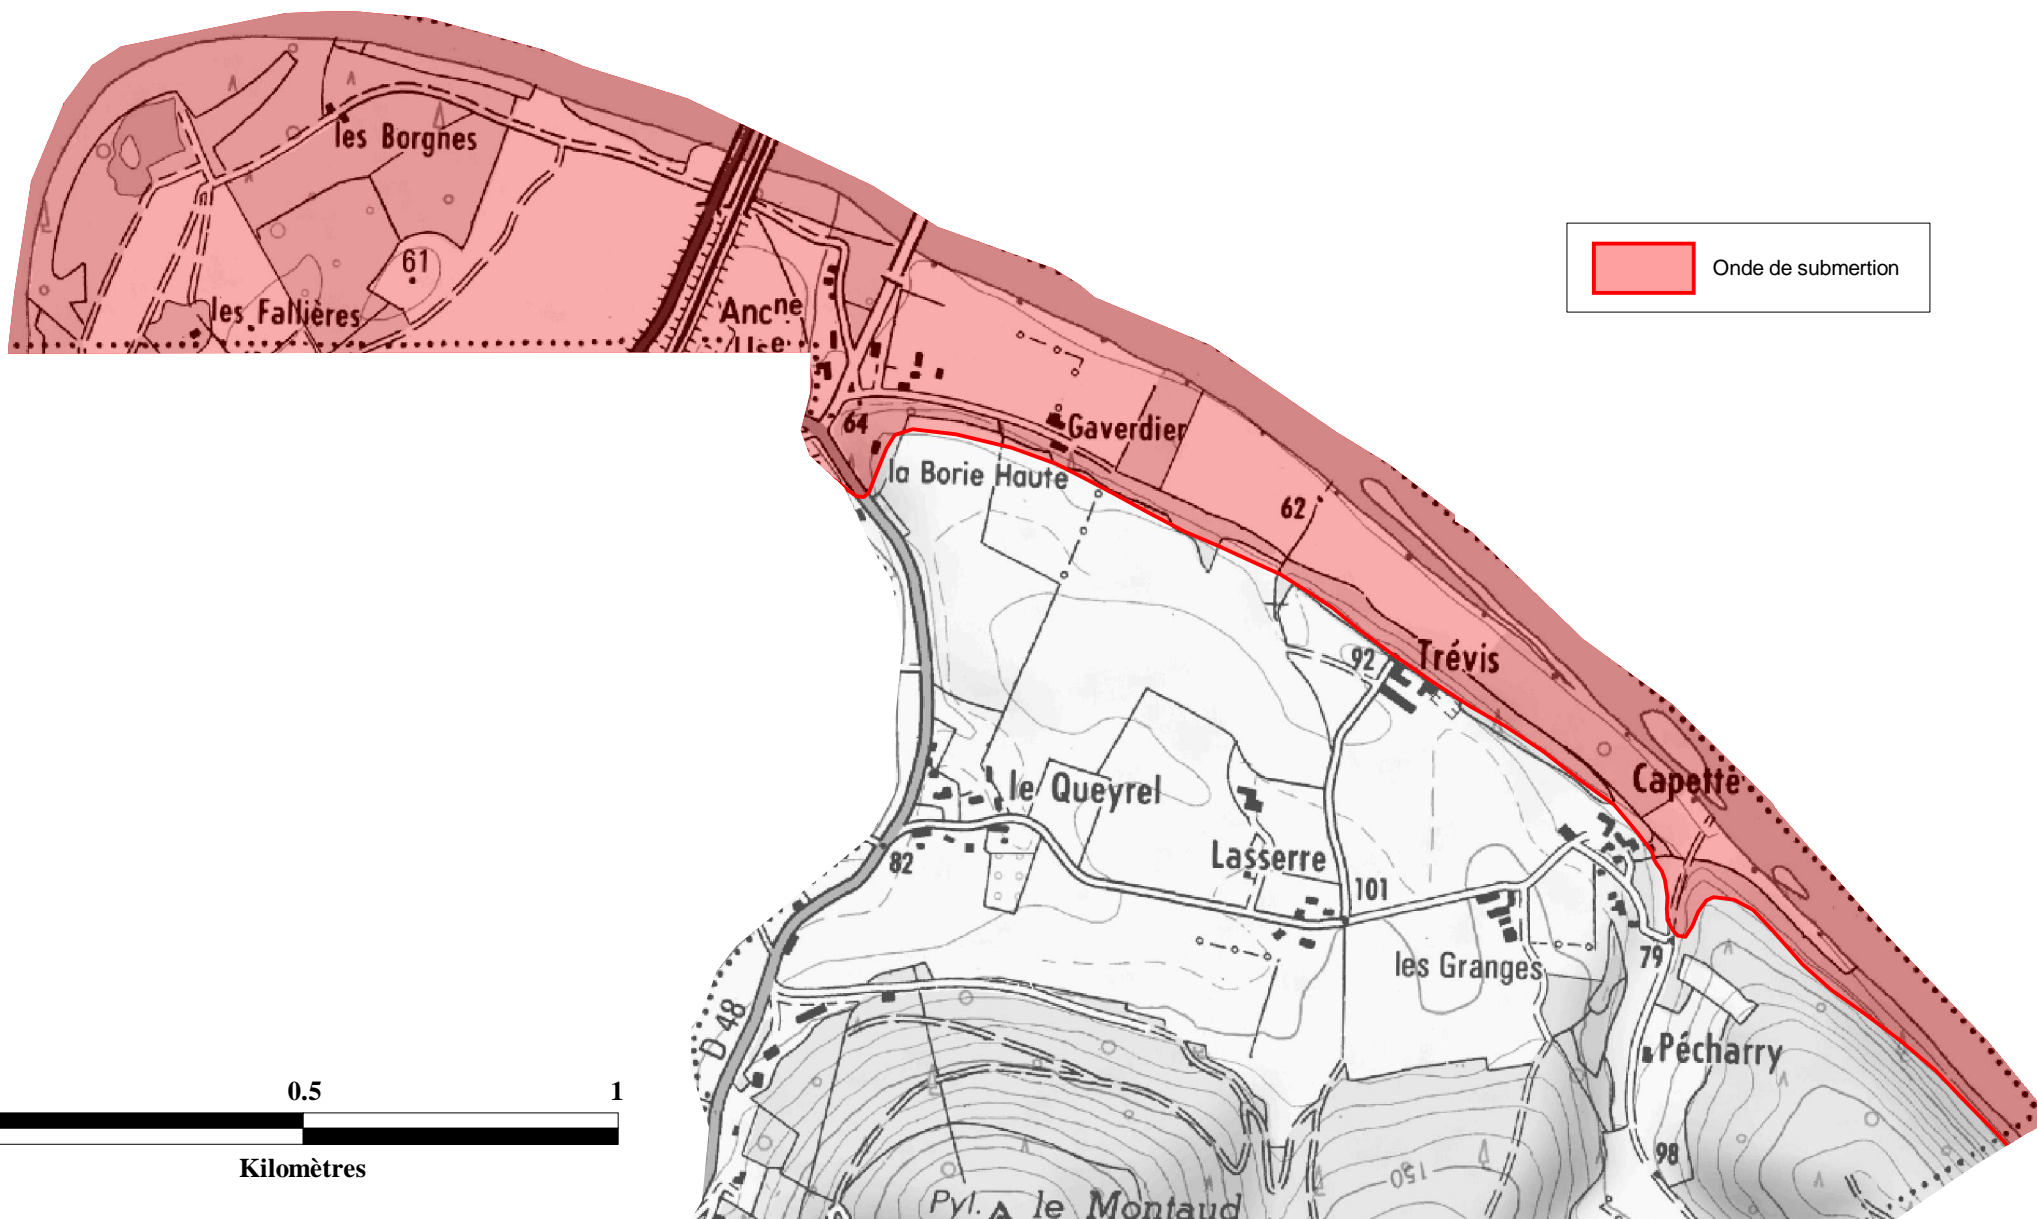 les Borgnes
61
les Fallières
Ancne
Use
Onde de submertion
64
Gaverdier
la Borie Haute
62
92
Trévis
Capette
le Queyrel
82
Lasserre
101
les Granges
79
D 48
Pécharry
0.5
1
Kilomètres
98
150
Pyl.
le Montaud